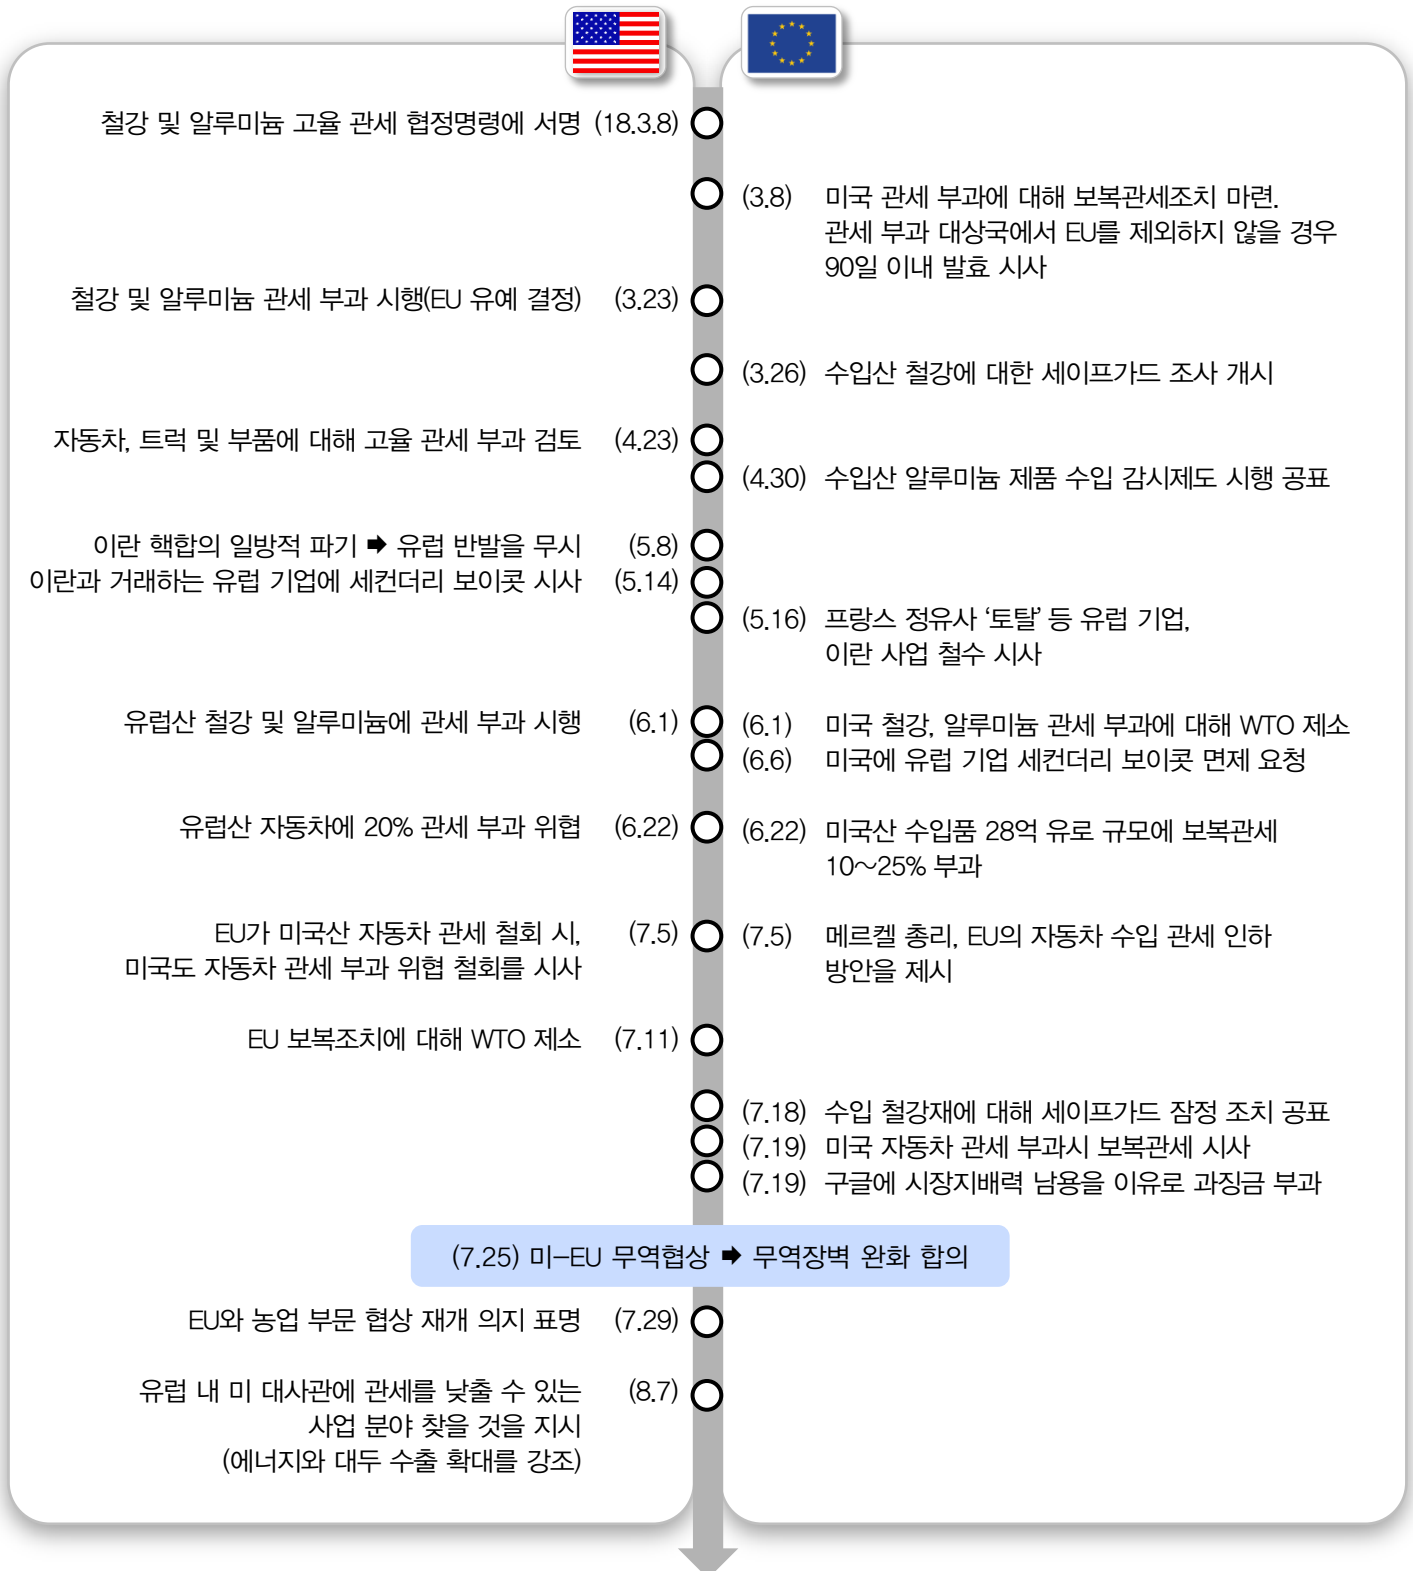 철강 및 알루미늄 고율 관세 협정명령에 서명 (18.3.8)
(3.8) 미국 관세 부과에 대해 보복관세조치 마련.
관세 부과 대상국에서 EU를 제외하지 않을 경우
90일 이내 발효 시사
철강 및 알루미늄 관세 부과 시행(EU 유예 결정) (3.23)
(3.26) 수입산 철강에 대한 세이프가드 조사 개시
자동차, 트럭 및 부품에 대해 고율 관세 부과 검토 (4.23)
(4.30) 수입산 알루미늄 제품 수입 감시제도 시행 공표
이란 핵합의 일방적 파기 ➡ 유럽 반발을 무시 (5.8)
이란과 거래하는 유럽 기업에 세컨더리 보이콧 시사 (5.14)
(5.16) 프랑스 정유사 ‘토탈’ 등 유럽 기업,
이란 사업 철수 시사
유럽산 철강 및 알루미늄에 관세 부과 시행 (6.1)
(6.1) 미국 철강, 알루미늄 관세 부과에 대해 WTO 제소
(6.6) 미국에 유럽 기업 세컨더리 보이콧 면제 요청
유럽산 자동차에 20% 관세 부과 위협 (6.22)
(6.22) 미국산 수입품 28억 유로 규모에 보복관세
10～25% 부과
EU가 미국산 자동차 관세 철회 시, (7.5)
미국도 자동차 관세 부과 위협 철회를 시사
(7.5) 메르켈 총리, EU의 자동차 수입 관세 인하
방안을 제시
EU 보복조치에 대해 WTO 제소 (7.11)
(7.18) 수입 철강재에 대해 세이프가드 잠정 조치 공표
(7.19) 미국 자동차 관세 부과시 보복관세 시사
(7.19) 구글에 시장지배력 남용을 이유로 과징금 부과
(7.25) 미-EU 무역협상 ➡ 무역장벽 완화 합의
EU와 농업 부문 협상 재개 의지 표명 (7.29)
유럽 내 미 대사관에 관세를 낮출 수 있는 (8.7)
사업 분야 찾을 것을 지시
(에너지와 대두 수출 확대를 강조)